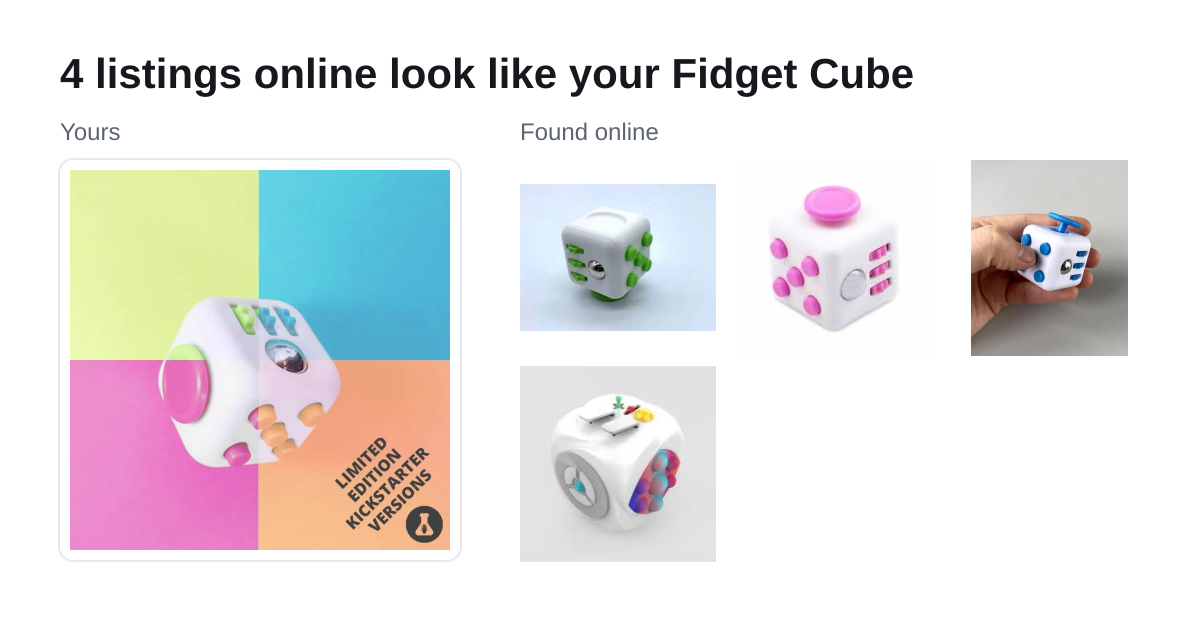 4 listings online look like your Fidget Cube
Yours
Found online
LIMITED
EDITION
KICKSTARTER
VERSIONS